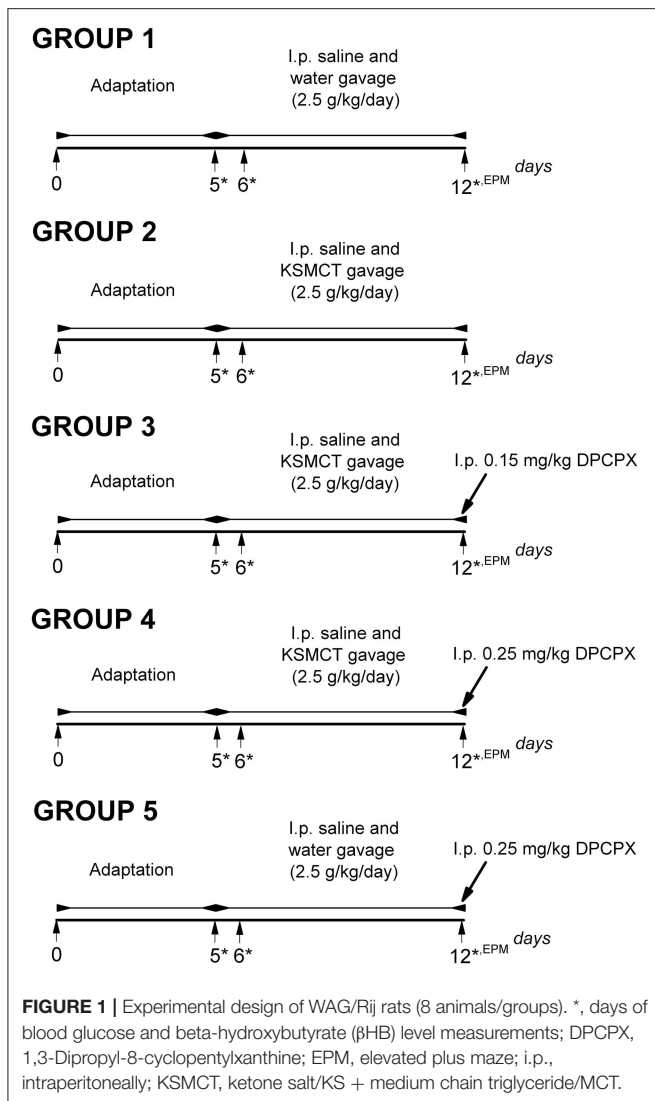 GROUP 1
I.p. saline and
water gavage
(2.5 g/kg/day)
Adaptation
0
5*
6*
12*,EPM
days
GROUP 2
I.p. saline and
KSMCT gavage
(2.5 g/kg/day)
Adaptation
0
5* 6*
12*,EPM
days
GROUP 3
I.p. saline and
KSMCT gavage
(2.5 g/kg/day)
I.p. 0.15 mg/kg DPCPX
Adaptation
0
5* 6*
12*,EPM
days
GROUP 4
I.p. saline and
KSMCT gavage
(2.5 g/kg/day)
I.p. 0.25 mg/kg DPCPX
Adaptation
0
5* 6*
12*,EPM
days
GROUP 5
I.p. saline and
water gavage
(2.5 g/kg/day)
I.p. 0.25 mg/kg DPCPX
Adaptation
0
5* 6*
12*,EPM
days
FIGURE 1 | Experimental design of WAG/Rij rats (8 animals/groups). *, days of
blood glucose and beta-hydroxybutyrate (βHB) level measurements; DPCPX,
1,3-Dipropyl-8-cyclopentylxanthine; EPM, elevated plus maze; i.p.,
intraperitoneally; KSMCT, ketone salt/KS + medium chain triglyceride/MCT.